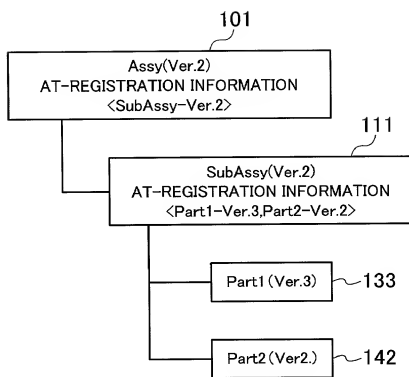 101
Assy(Ver.2)
AT-REGISTRATION INFORMATION
<SubAssy-Ver.2>
111
SubAssy(Ver.2)
AT-REGISTRATION INFORMATION
<Part1-Ver.3,Part2-Ver.2>
Part1(Ver.3) 133
Part2(Ver2.) 142